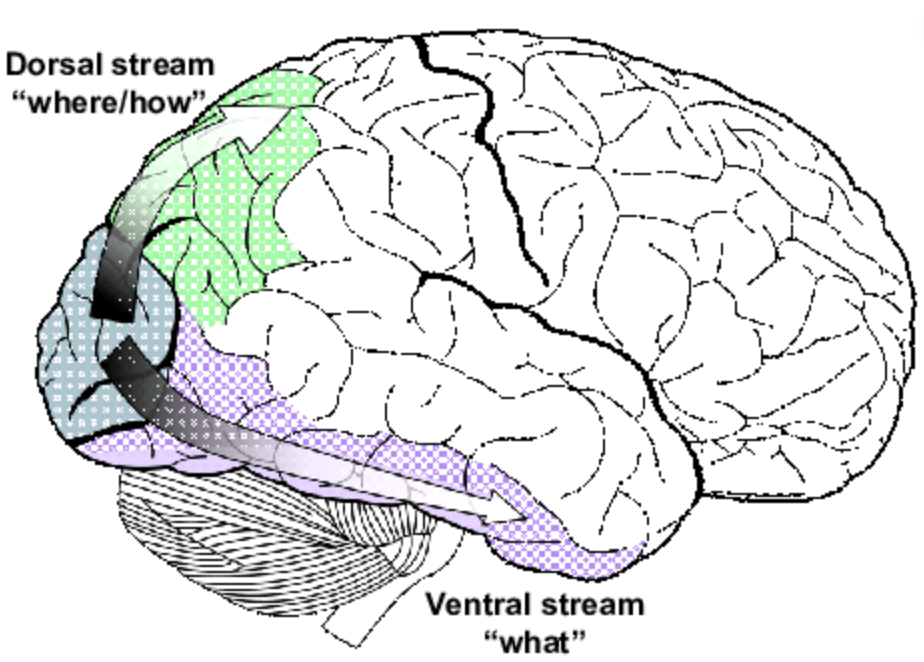 Dorsal stream
“where/how”
Ventral stream
“what”